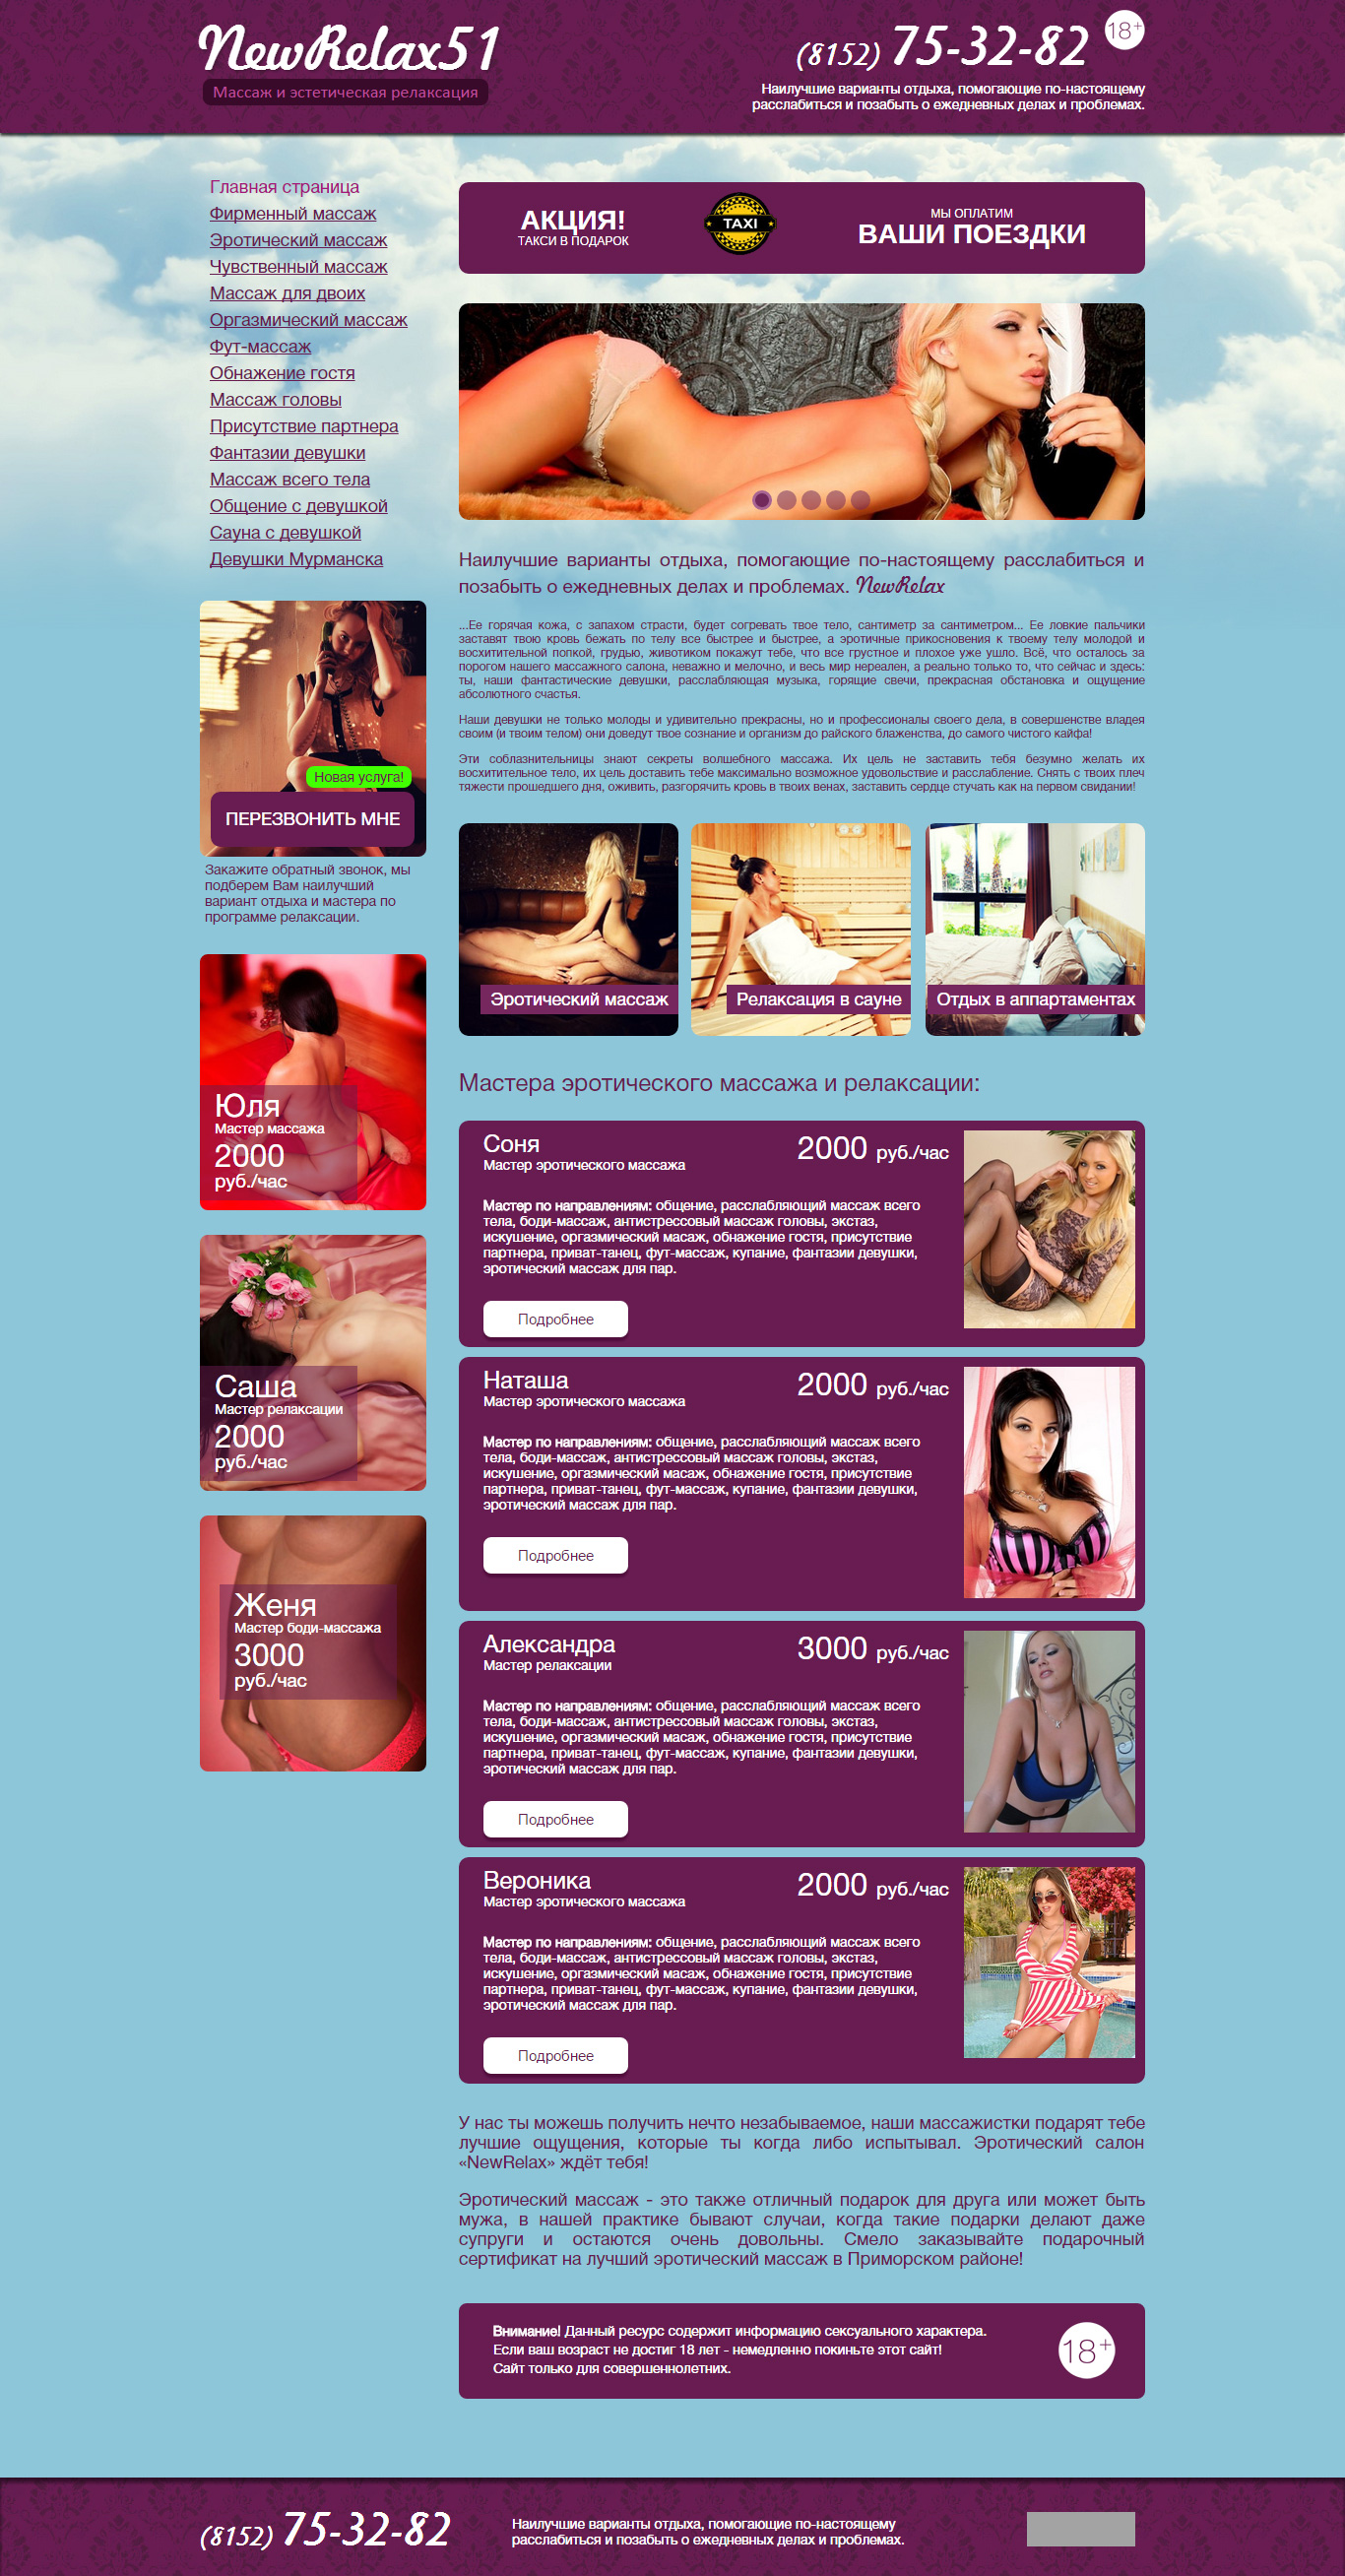 NewRelax51
Массаж и эстетическая релаксация
(8152) 75-32-82
18+
Наилучшие варианты отдыха, помогающие по-настоящему
расслабиться и позабыть о ежедневных делах и проблемах.
Главная страница
Фирменный массаж
Эротический массаж
Чувственный массаж
Массаж для двоих
Оргазмический массаж
Фут-массаж
Обнажение гостя
Массаж головы
Присутствие партнера
Фантазии девушки
Массаж всего тела
Общение с девушкой
Сауна с девушкой
Девушки Мурманска
Новая услуга!
ПЕРЕЗВОНИТЬ МНЕ
Закажите обратный звонок, мы
подберем Вам наилучший
вариант отдыха и мастера по
программе релаксации.
Юля
Мастер массажа
2000
руб./час
Саша
Мастер релаксации
2000
руб./час
Женя
Мастер боди-массажа
3000
руб./час
АКЦИЯ!
ТАКСИ В ПОДАРОК
TAXI
МЫ ОПЛАТИМ
ВАШИ ПОЕЗДКИ
Наилучшие варианты отдыха, помогающие по-настоящему расслабиться и
позабыть о ежедневных делах и проблемах. NewRelax
...Ее горячая кожа, с запахом страсти, будет согревать твое тело, сантиметр за сантиметром... Ее ловкие пальчики
заставят твою кровь бежать по телу все быстрее и быстрее, а эротичные прикосновения к твоему телу молодой и
восхитительной попкой, грудью, животиком покажут тебе, что все грустное и плохое уже ушло. Всё, что осталось за
порогом нашего массажного салона, неважно и мелочно, и весь мир нереален, а реально только то, что сейчас и здесь:
ты, наши фантастические девушки, расслабляющая музыка, горящие свечи, прекрасная обстановка и ощущение
абсолютного счастья.
Наши девушки не только молоды и удивительно прекрасны, но и профессионалы своего дела, в совершенстве владея
своим (и твоим телом) они доведут твое сознание и организм до райского блаженства, до самого чистого кайфа!
Эти соблазнительницы знают секреты волшебного массажа. Их цель не заставить тебя безумно желать их
восхитительное тело, их цель доставить тебе максимально возможное удовольствие и расслабление. Снять с твоих плеч
тяжести прошедшего дня, оживить, разгорячить кровь в твоих венах, заставить сердце стучать как на первом свидании!
Эротический массаж
Релаксация в сауне
Отдых в аппартаментах
Мастера эротического массажа и релаксации:
Соня
Мастер эротического массажа
2000 руб./час
Мастер по направлениям: общение, расслабляющий массаж всего
тела, боди-массаж, антистрессовый массаж головы, экстаз,
искушение, оргазмический масаж, обнажение гостя, присутствие
партнера, приват-танец, фут-массаж, купание, фантазии девушки,
эротический массаж для пар.
Подробнее
Наташа
Мастер эротического массажа
2000 руб./час
Мастер по направлениям: общение, расслабляющий массаж всего
тела, боди-массаж, антистрессовый массаж головы, экстаз,
искушение, оргазмический масаж, обнажение гостя, присутствие
партнера, приват-танец, фут-массаж, купание, фантазии девушки,
эротический массаж для пар.
Подробнее
Александра
Мастер релаксации
3000 руб./час
Мастер по направлениям: общение, расслабляющий массаж всего
тела, боди-массаж, антистрессовый массаж головы, экстаз,
искушение, оргазмический масаж, обнажение гостя, присутствие
партнера, приват-танец, фут-массаж, купание, фантазии девушки,
эротический массаж для пар.
Подробнее
Вероника
Мастер эротического массажа
2000 руб./час
Мастер по направлениям: общение, расслабляющий массаж всего
тела, боди-массаж, антистрессовый массаж головы, экстаз,
искушение, оргазмический масаж, обнажение гостя, присутствие
партнера, приват-танец, фут-массаж, купание, фантазии девушки,
эротический массаж для пар.
Подробнее
У нас ты можешь получить нечто незабываемое, наши массажистки подарят тебе
лучшие ощущения, которые ты когда либо испытывал. Эротический салон
«NewRelax» ждёт тебя!
Эротический массаж - это также отличный подарок для друга или может быть
мужа, в нашей практике бывают случаи, когда такие подарки делают даже
супруги и остаются очень довольны. Смело заказывайте подарочный
сертификат на лучший эротический массаж в Приморском районе!
Внимание! Данный ресурс содержит информацию сексуального характера.
Если ваш возраст не достиг 18 лет - немедленно покиньте этот сайт!
Сайт только для совершеннолетних.
18+
(8152) 75-32-82
Наилучшие варианты отдыха, помогающие по-настоящему
расслабиться и позабыть о ежедневных делах и проблемах.